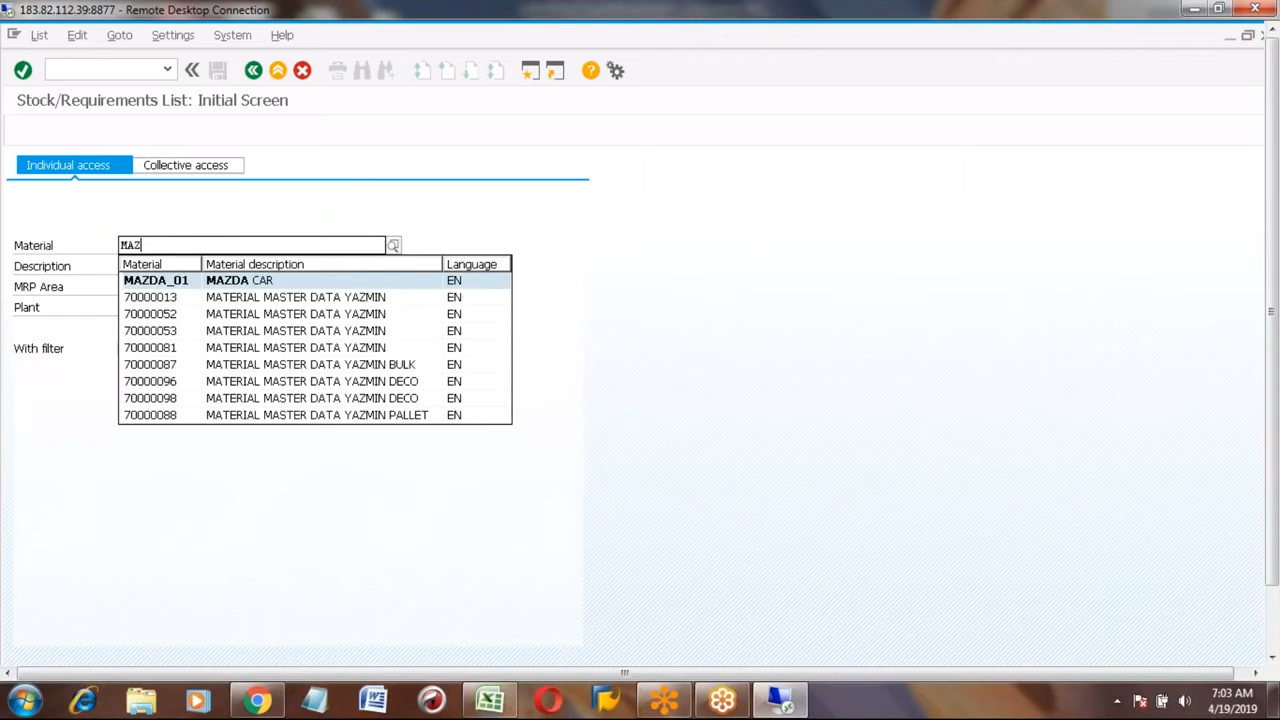 183.82.112.39:8877 - Remote Desktop Connection
List Edit Goto Settings System Help
Stock/Requirements List: Initial Screen
Individual access Collective access
Material MAZ
Description
MRP Area
Plant
With filter
Material Material description Language
MAZDA_01 MAZDA CAR EN
70000013 MATERIAL MASTER DATA YAZMIN EN
70000052 MATERIAL MASTER DATA YAZMIN EN
70000053 MATERIAL MASTER DATA YAZMIN EN
70000081 MATERIAL MASTER DATA YAZMIN EN
70000087 MATERIAL MASTER DATA YAZMIN BULK EN
70000096 MATERIAL MASTER DATA YAZMIN DECO EN
70000098 MATERIAL MASTER DATA YAZMIN DECO EN
70000088 MATERIAL MASTER DATA YAZMIN PALLET EN
7:03 AM
4/19/2019